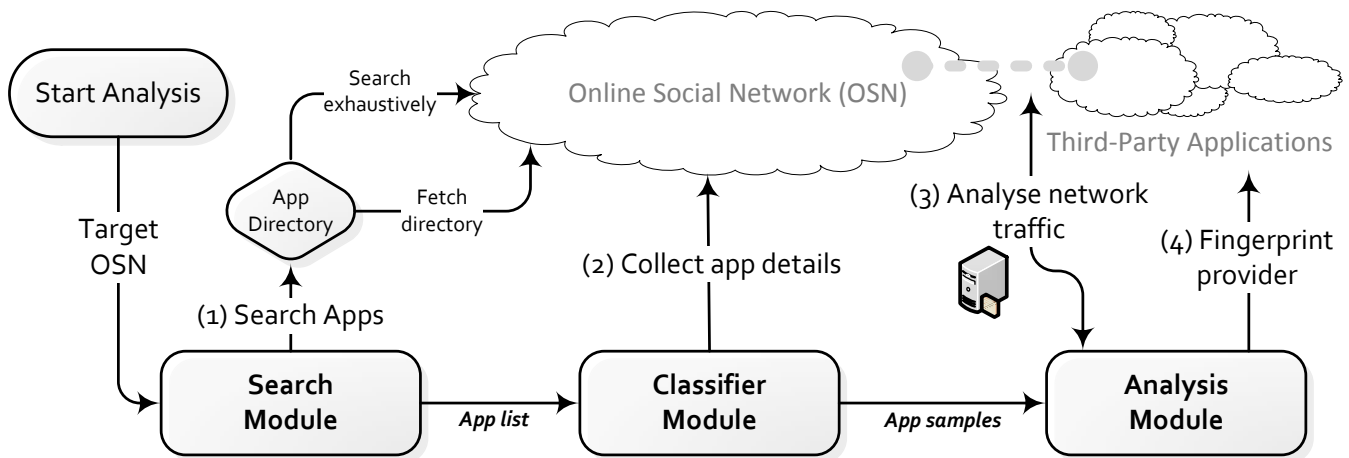 Start Analysis
Target
OSN
App
Directory
Search
exhaustively
Fetch
directory
Online Social Network (OSN)
Third-Party Applications
(1) Search Apps
(2) Collect app details
(3) Analyse network
traffic
(4) Fingerprint
provider
Search
Module
App list
Classifier
Module
App samples
Analysis
Module